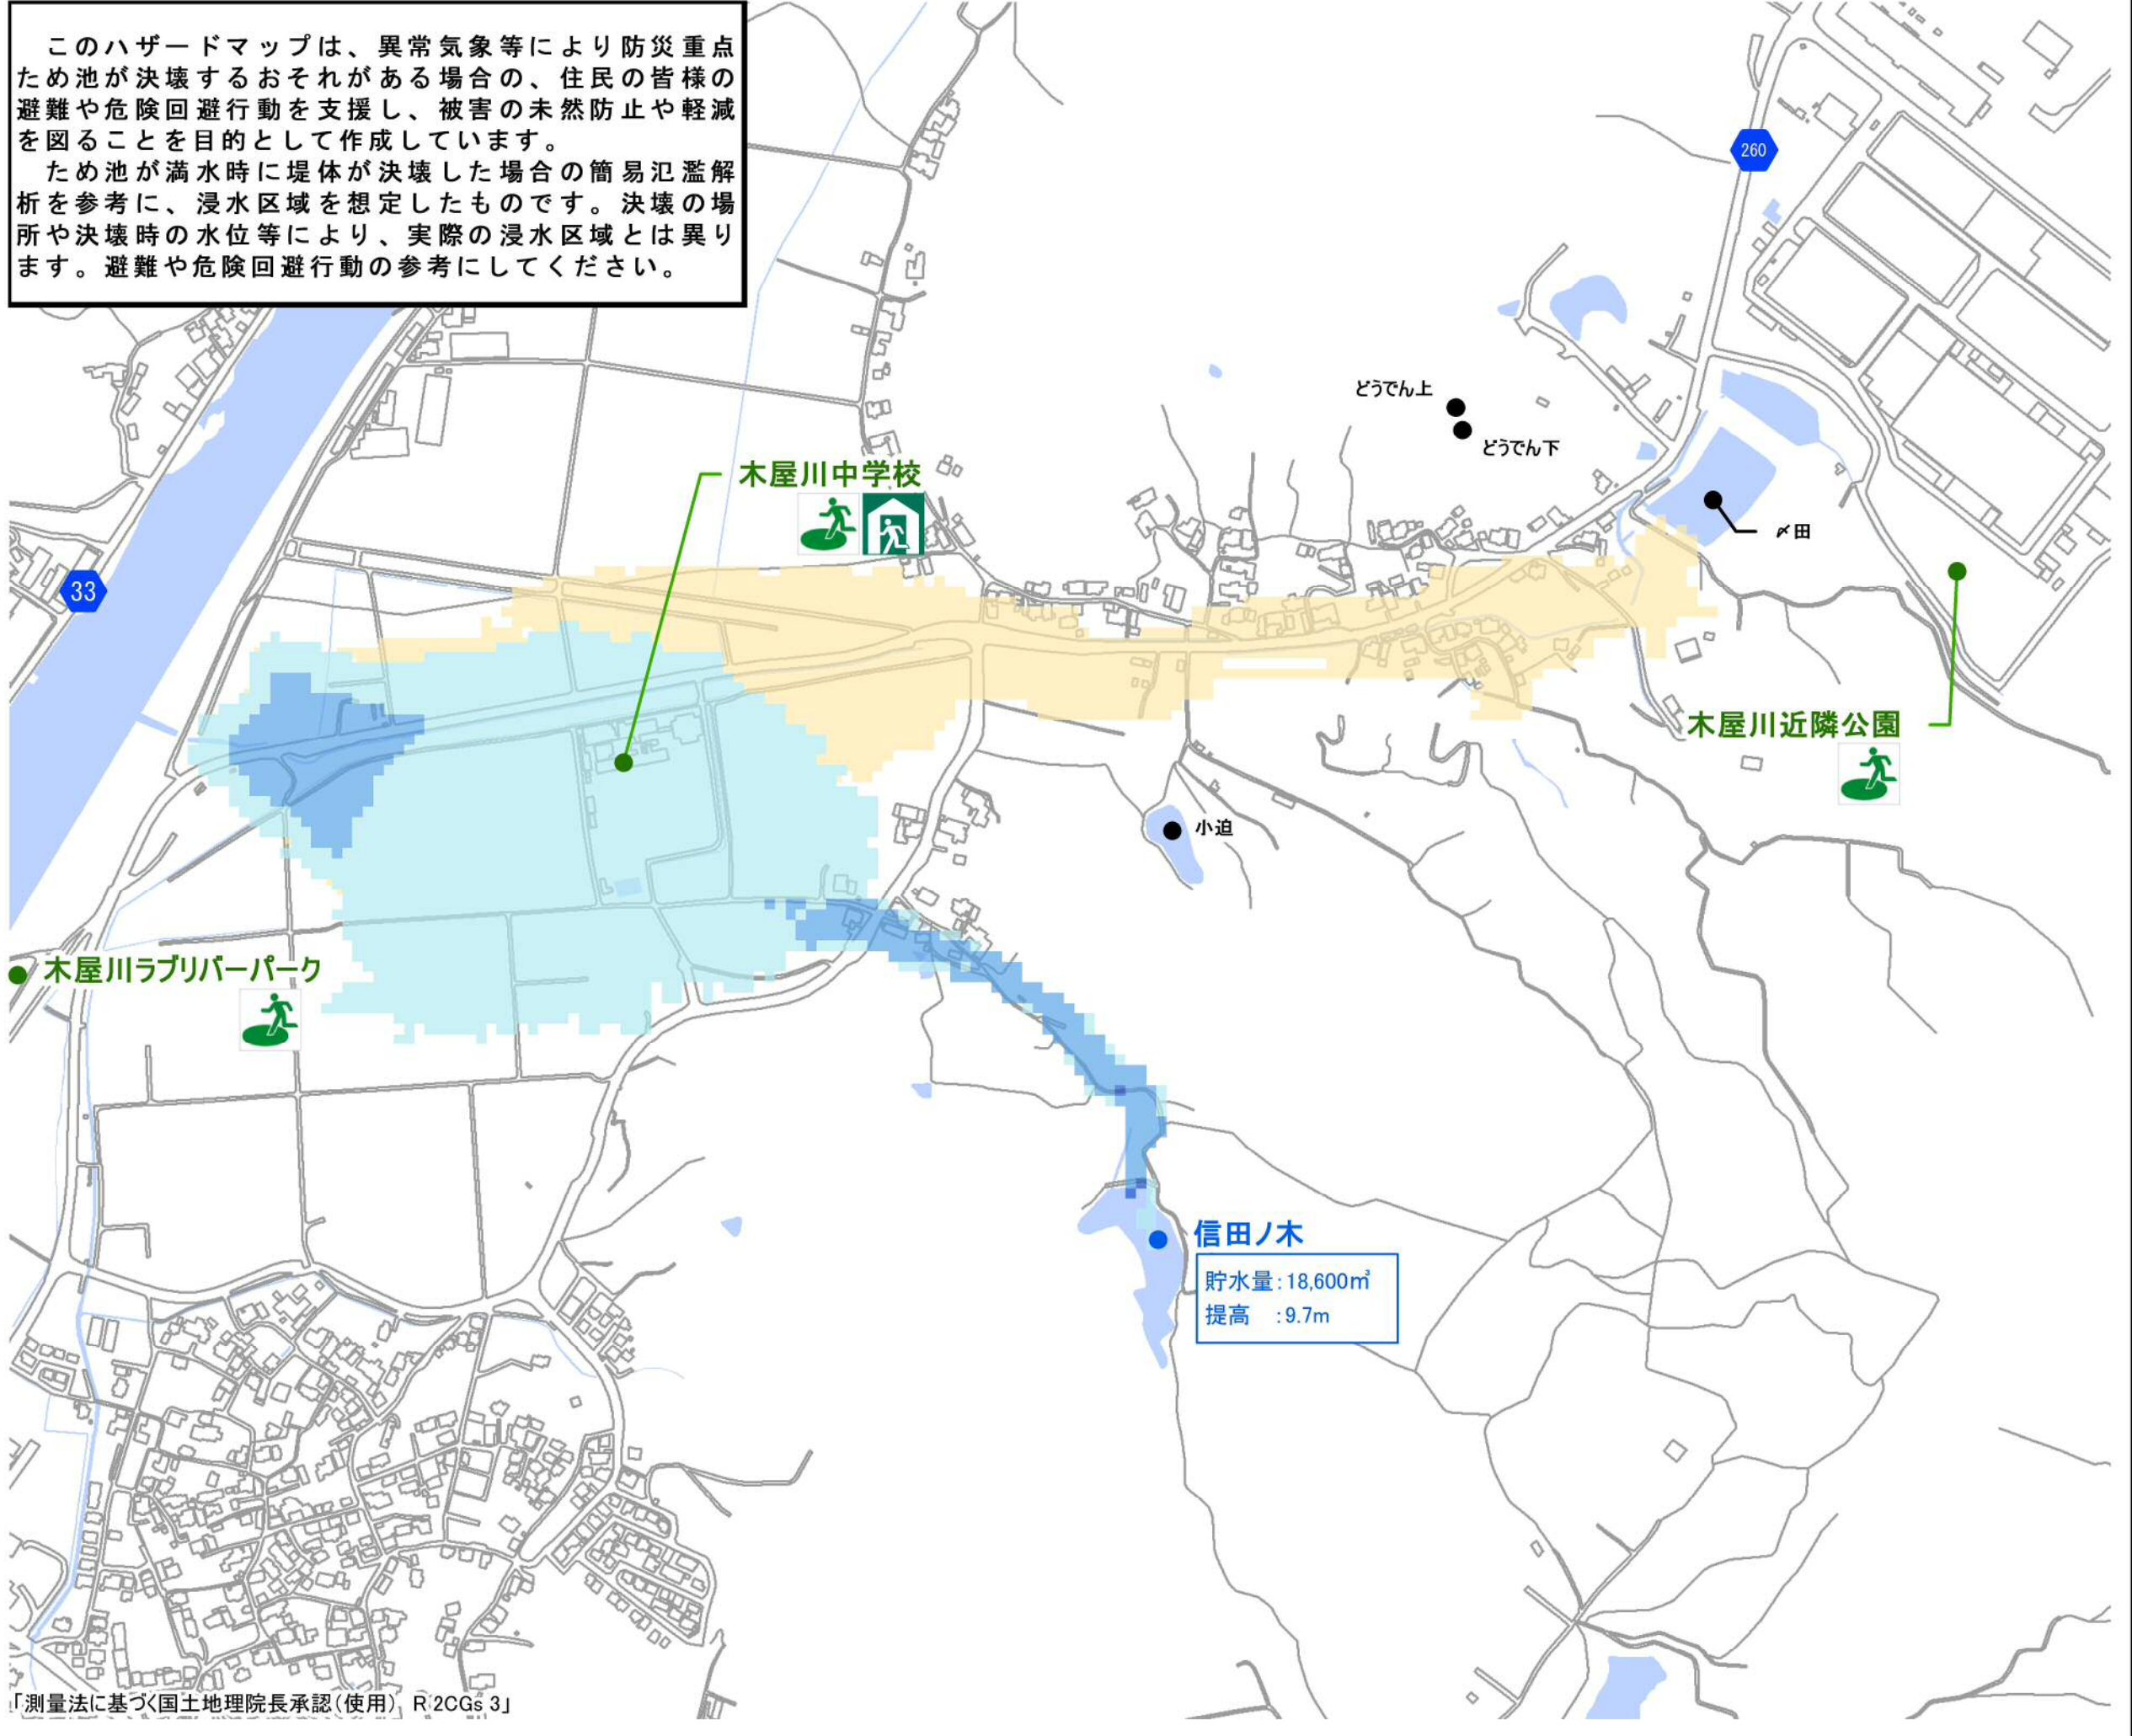 このハザードマップは、異常気象等により防災重点
ため池が決壊するおそれがある場合の、住民の皆様の
避難や危険回避行動を支援し、被害の未然防止や軽減
を図ることを目的として作成しています。
ため池が満水時に堤体が決壊した場合の簡易氾濫解
析を参考に、浸水区域を想定したものです。決壊の場
所や決壊時の水位等により、実際の浸水区域とは異り
ます。避難や危険回避行動の参考にしてください。
260
どうでん上
どうでん下
木屋川中学校
〆田
33
木屋川近隣公園
小迫
木屋川ラブリバーパーク
信田ノ木
貯水量:18,600㎥
提高 :9.7m
「測量法に基づく国土地理院長承認(使用) R 2CGs 3」